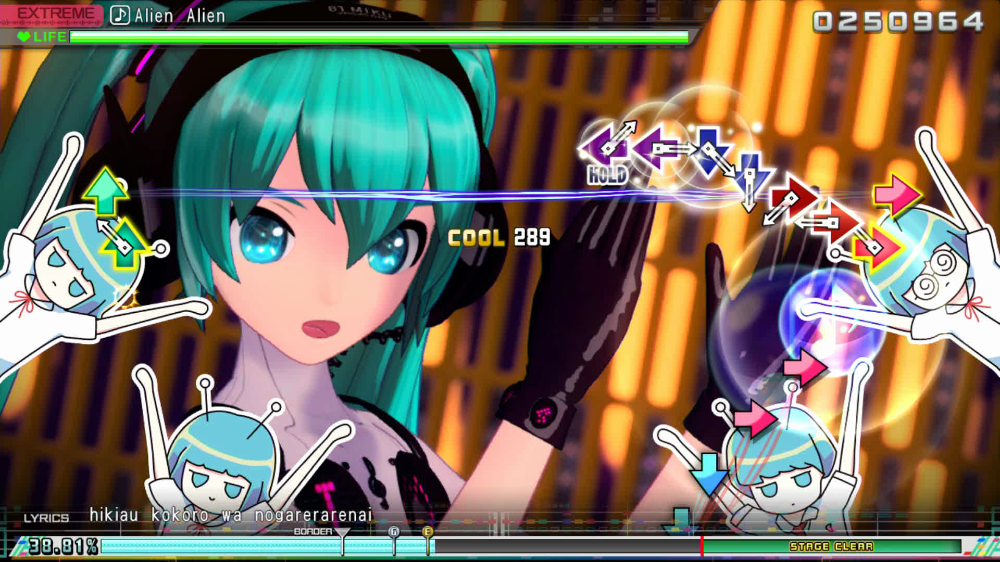 EXTREME
Alien Alien
0250964
LIFE
HOLD
COOL 289
LYRICS hikiau kokoro wa nogarerarenai
BORDER
G
E
38.81%
STAGE CLEAR